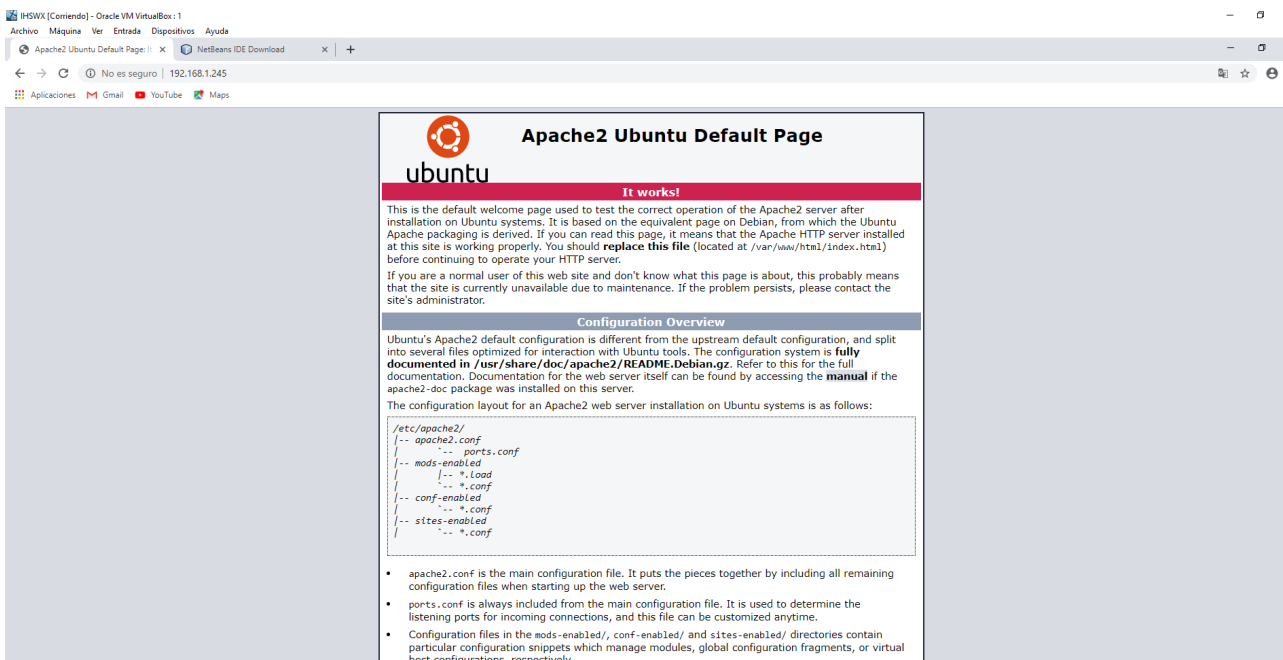 IHSWX [Corriendo] - Oracle VM VirtualBox : 1
Archivo Máquina Ver Entrada Dispositivos Ayuda
Apache2 Ubuntu Default Page: It NetBeans IDE Download
No es seguro | 192.168.1.245
Aplicaciones Gmail YouTube Maps
ubuntu
Apache2 Ubuntu Default Page
It works!
This is the default welcome page used to test the correct operation of the Apache2 server after
installation on Ubuntu systems. It is based on the equivalent page on Debian, from which the Ubuntu
Apache packaging is derived. If you can read this page, it means that the Apache HTTP server installed
at this site is working properly. You should replace this file (located at /var/www/html/index.html)
before continuing to operate your HTTP server.
If you are a normal user of this web site and don't know what this page is about, this probably means
that the site is currently unavailable due to maintenance. If the problem persists, please contact the
site's administrator.
Configuration Overview
Ubuntu's Apache2 default configuration is different from the upstream default configuration, and split
into several files optimized for interaction with Ubuntu tools. The configuration system is fully
documented in /usr/share/doc/apache2/README.Debian.gz. Refer to this for the full
documentation. Documentation for the web server itself can be found by accessing the manual if the
apache2-doc package was installed on this server.
The configuration layout for an Apache2 web server installation on Ubuntu systems is as follows:
/etc/apache2/
|-- apache2.conf
|       `--  ports.conf
|-- mods-enabled
|       |-- *.load
|       `-- *.conf
|-- conf-enabled
|       `-- *.conf
|-- sites-enabled
|       `-- *.conf
• apache2.conf is the main configuration file. It puts the pieces together by including all remaining
configuration files when starting up the web server.
• ports.conf is always included from the main configuration file. It is used to determine the
listening ports for incoming connections, and this file can be customized anytime.
• Configuration files in the mods-enabled/, conf-enabled/ and sites-enabled/ directories contain
particular configuration snippets which manage modules, global configuration fragments, or virtual
host configurations, respectively.